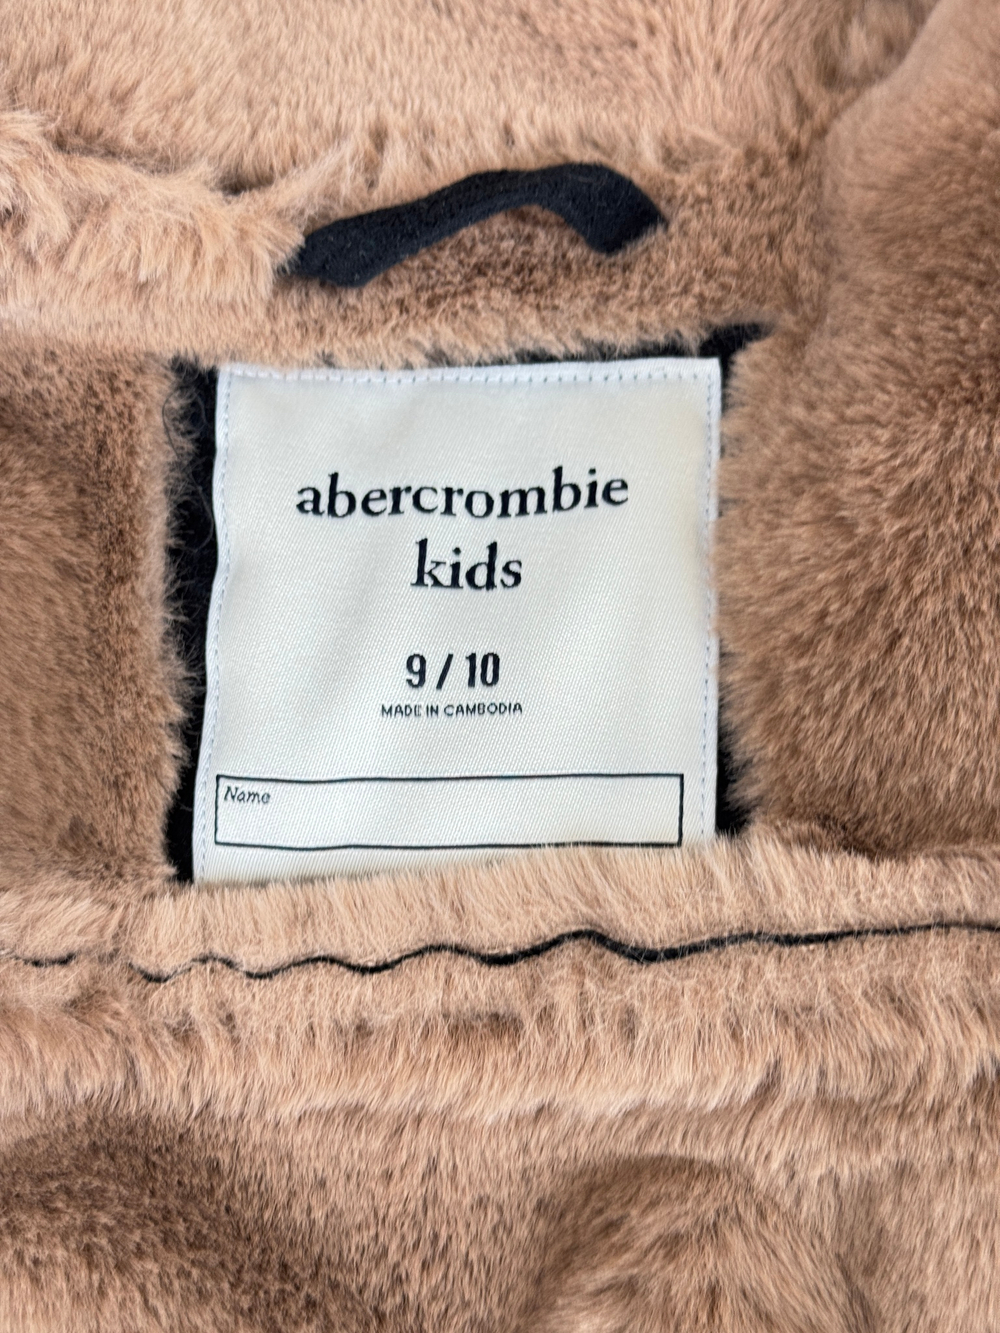 abercrombie
kids
9 / 10
MADE IN CAMBODIA
Name